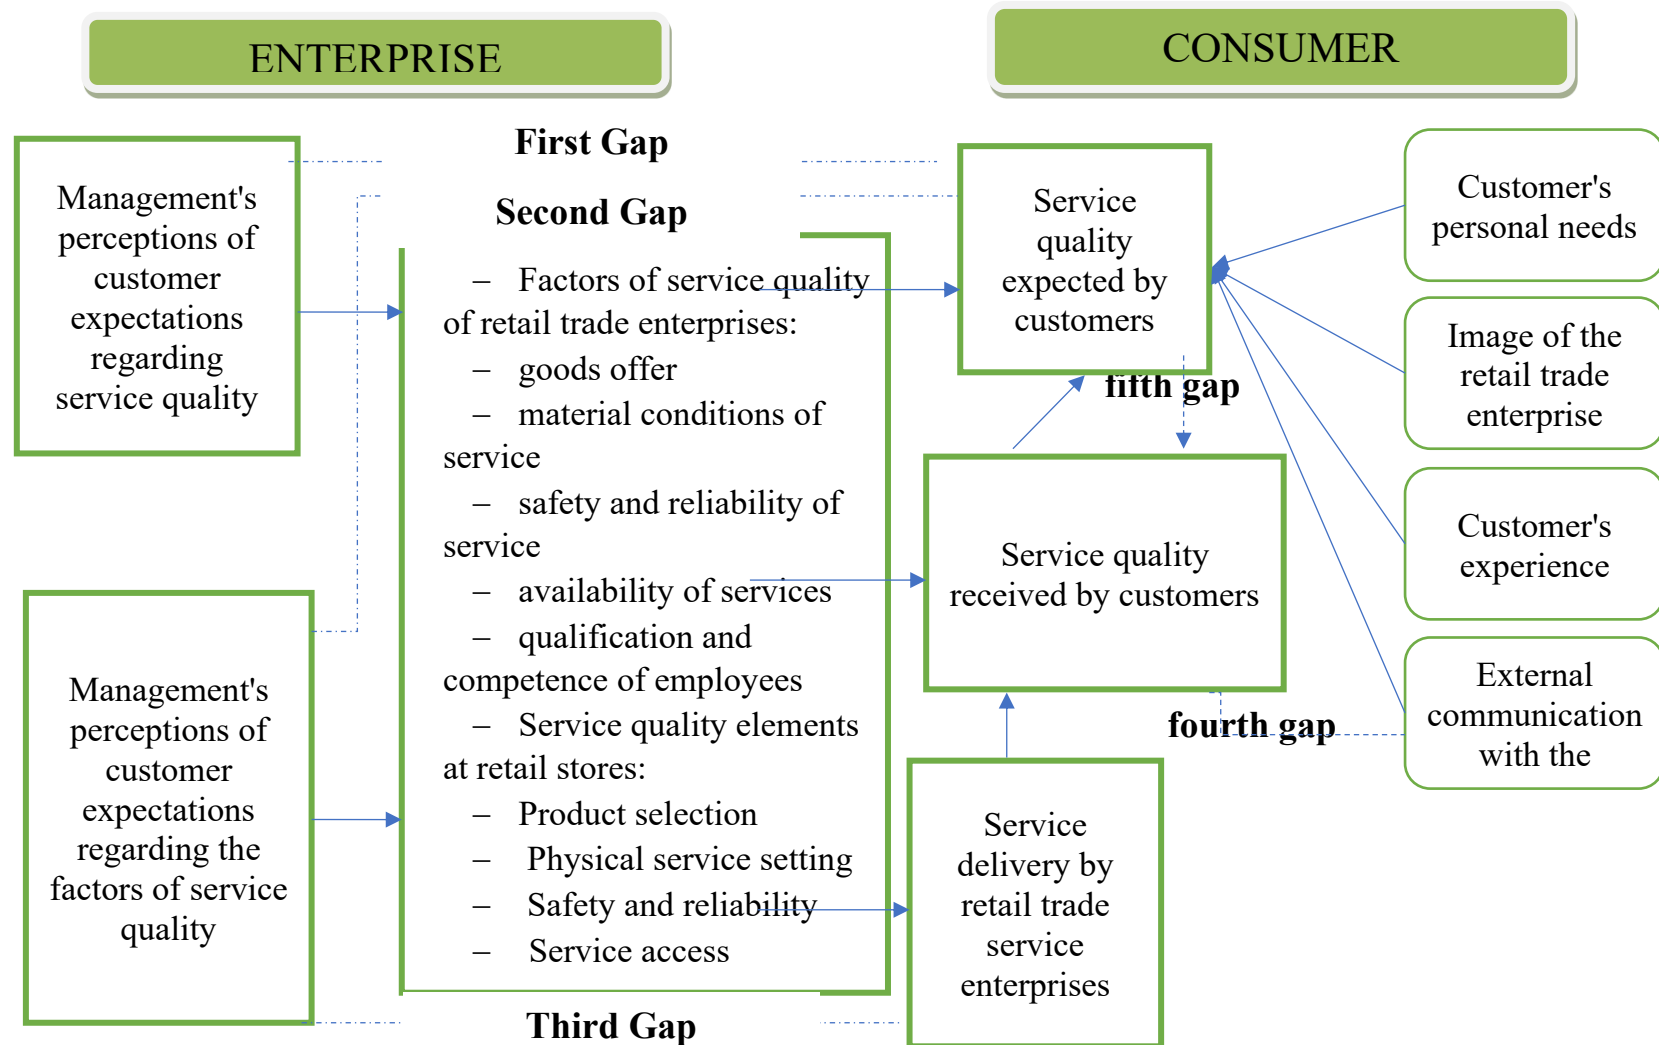 ENTERPRISE
CONSUMER
First Gap
Second Gap
Management's
perceptions of
customer
expectations
regarding
service quality
Management's
perceptions of
customer
expectations
regarding the
factors of service
quality
– Factors of service quality
of retail trade enterprises:
– goods offer
– material conditions of
service
– safety and reliability of
service
– availability of services
– qualification and
competence of employees
– Service quality elements
at retail stores:
– Product selection
– Physical service setting
– Safety and reliability
– Service access
Third Gap
Service
quality
expected by
customers
fifth gap
Service quality
received by customers
fourth gap
Service
delivery by
retail trade
service
enterprises
Customer's
personal needs
Image of the
retail trade
enterprise
Customer's
experience
External
communication
with the